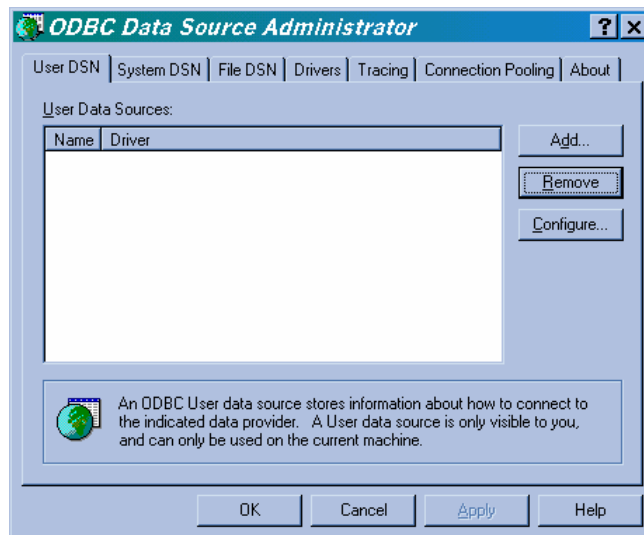 ODBC Data Source Administrator
User DSN System DSN File DSN Drivers Tracing Connection Pooling About
User Data Sources:
Name Driver
Add...
Remove
Configure...
An ODBC User data source stores information about how to connect to
the indicated data provider. A User data source is only visible to you,
and can only be used on the current machine.
OK Cancel Apply Help